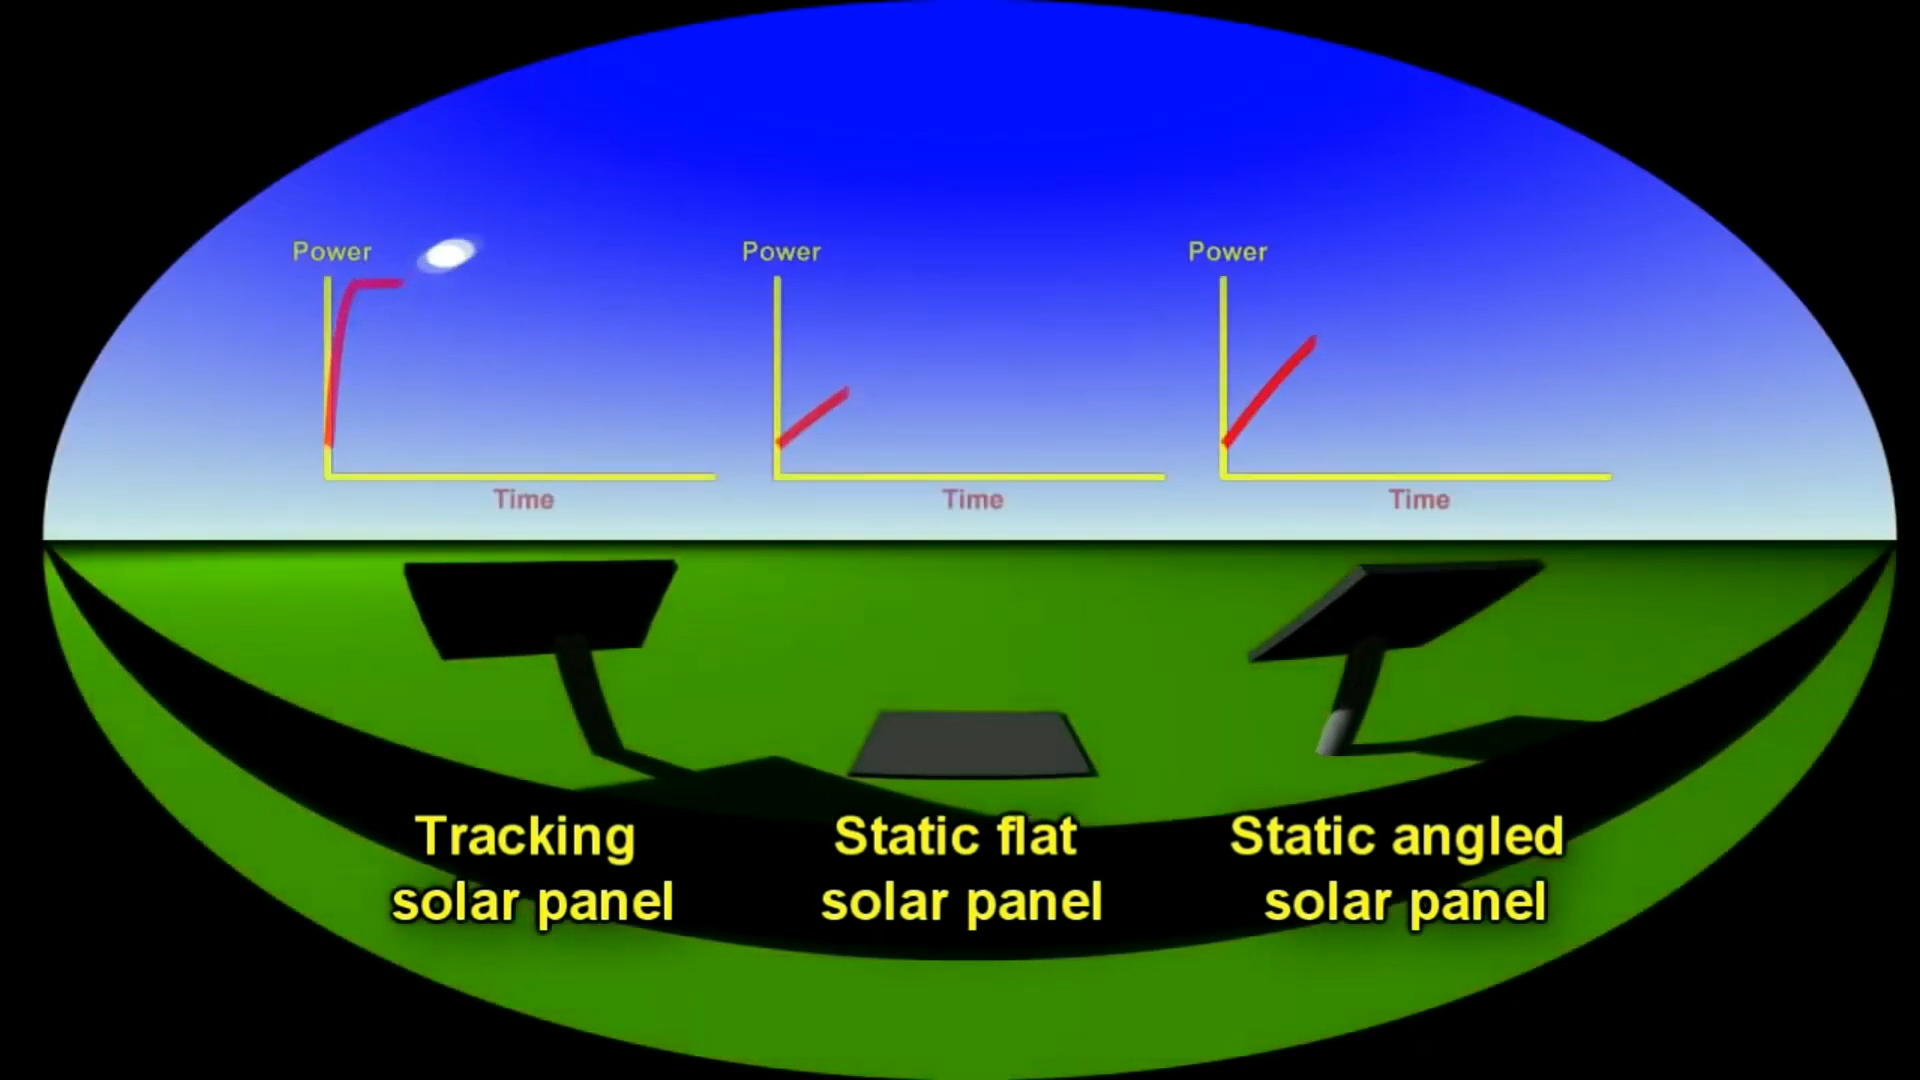 Power
Power
Power
Time
Time
Time
Tracking
solar panel
Static flat
solar panel
Static angled
solar panel